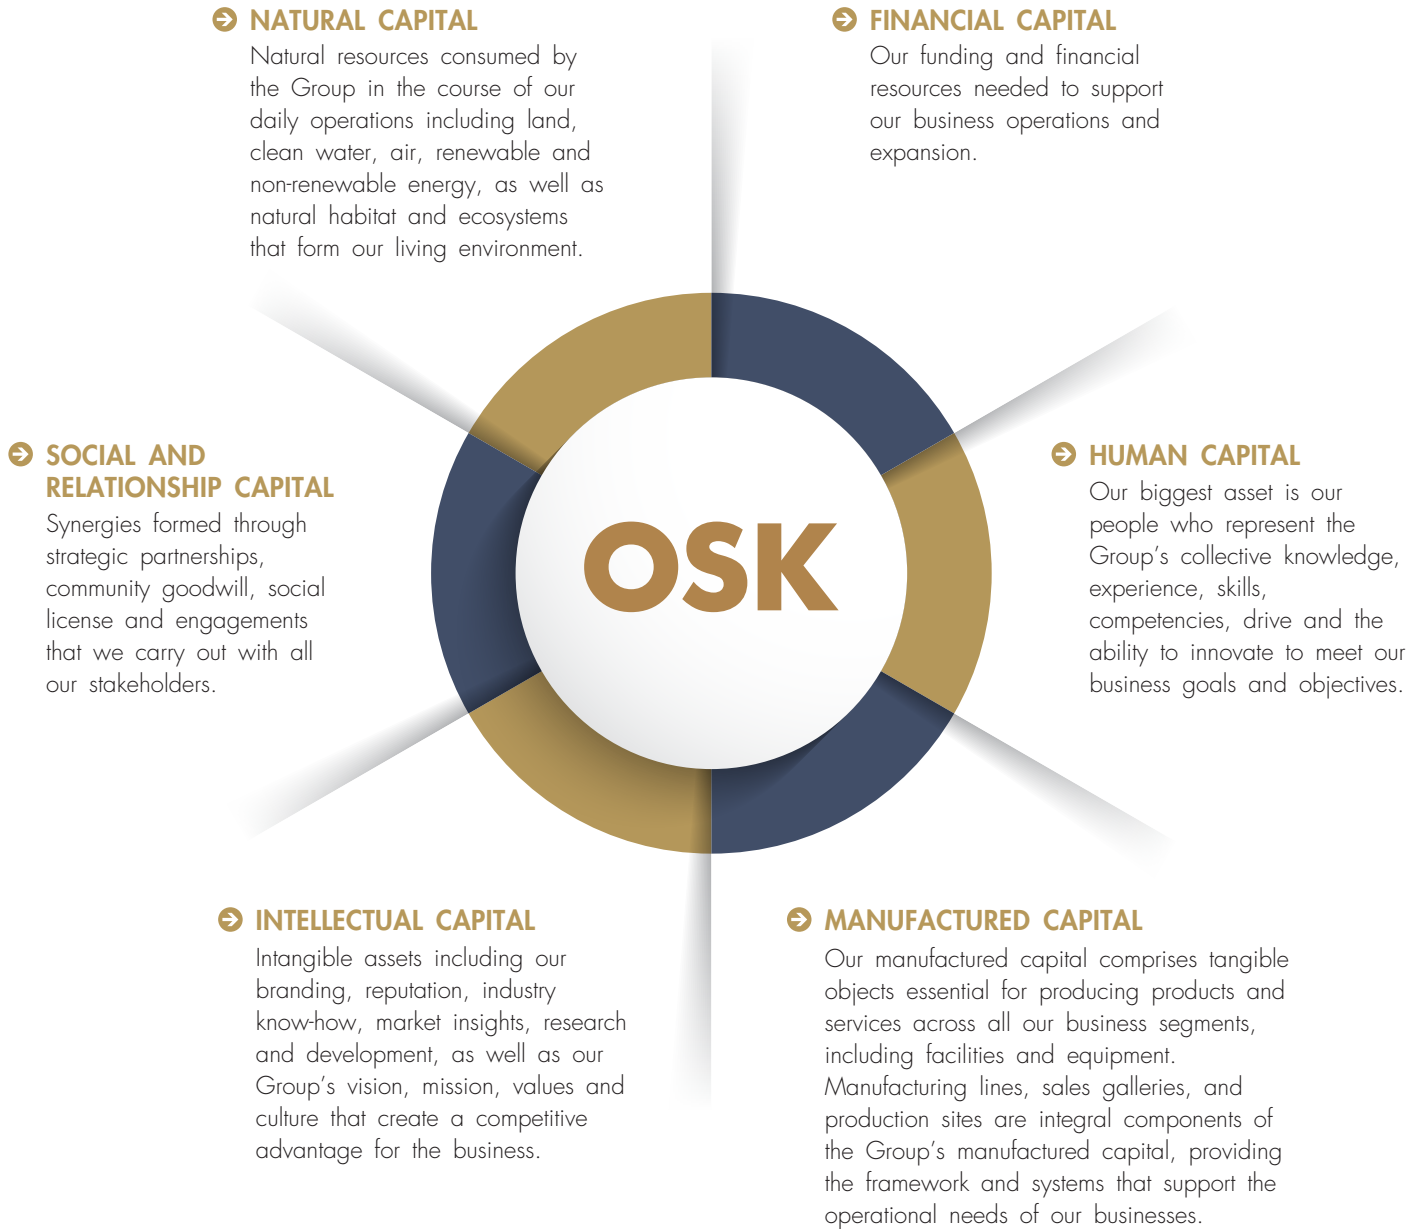 NATURAL CAPITAL
Natural resources consumed by
the Group in the course of our
daily operations including land,
clean water, air, renewable and
non-renewable energy, as well as
natural habitat and ecosystems
that form our living environment.
FINANCIAL CAPITAL
Our funding and financial
resources needed to support
our business operations and
expansion.
SOCIAL AND
RELATIONSHIP CAPITAL
Synergies formed through
strategic partnerships,
community goodwill, social
license and engagements
that we carry out with all
our stakeholders.
OSK
HUMAN CAPITAL
Our biggest asset is our
people who represent the
Group's collective knowledge,
experience, skills,
competencies, drive and the
ability to innovate to meet our
business goals and objectives.
INTELLECTUAL CAPITAL
Intangible assets including our
branding, reputation, industry
know-how, market insights, research
and development, as well as our
Group's vision, mission, values and
culture that create a competitive
advantage for the business.
MANUFACTURED CAPITAL
Our manufactured capital comprises tangible
objects essential for producing products and
services across all our business segments,
including facilities and equipment.
Manufacturing lines, sales galleries, and
production sites are integral components of
the Group's manufactured capital, providing
the framework and systems that support the
operational needs of our businesses.